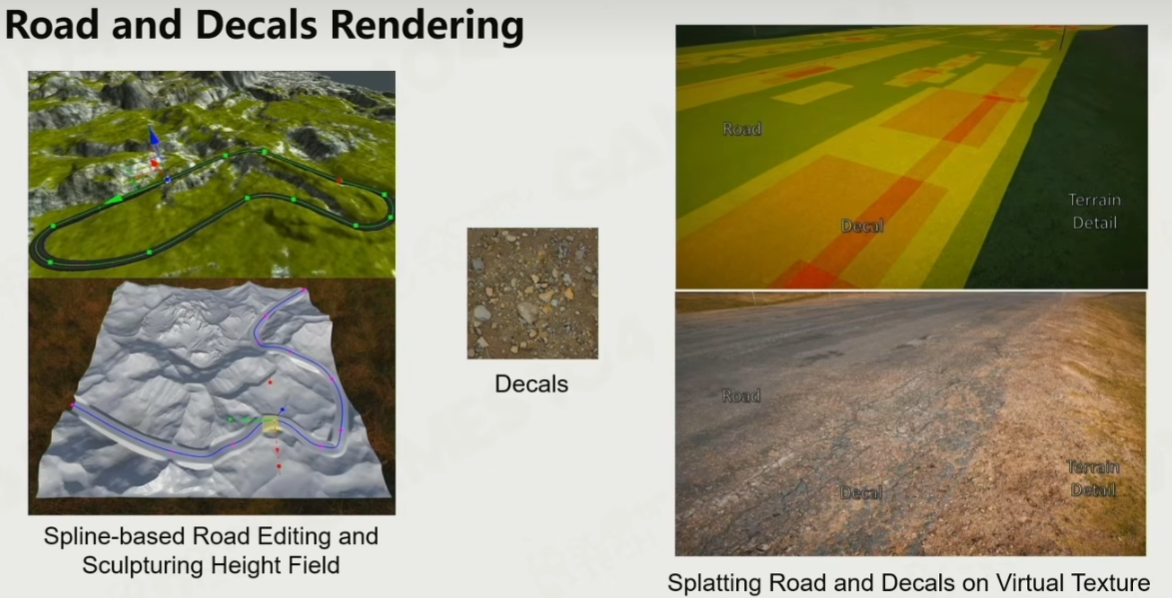 Road and Decals Rendering
Spline-based Road Editing and
Sculpturing Height Field
Decals
Road
Decal
Terrain
Detail
Road
Decal
Terrain
Detail
Splatting Road and Decals on Virtual Texture